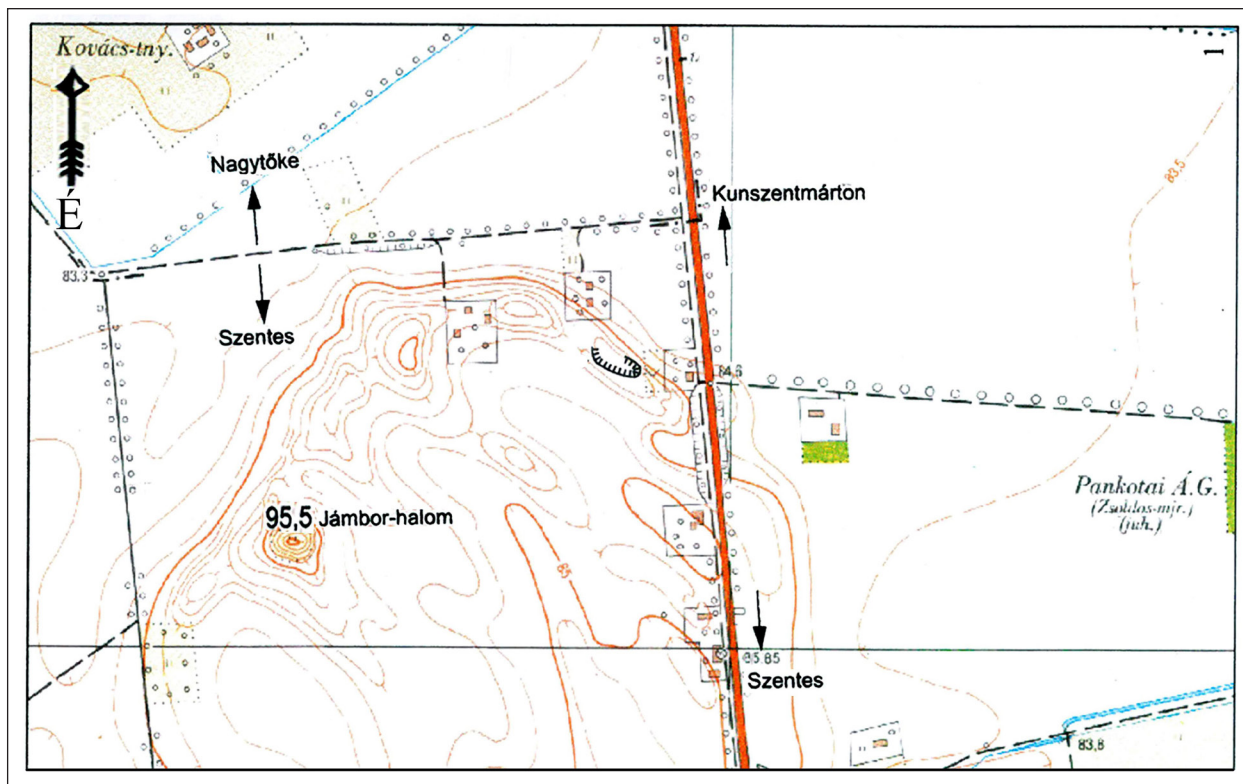 Kovács-tny.
1
É
Nagytőke
Kunszentmárton
83,5
83,3
Szentes
84,6
Pankotai Á.G.
(Zsoldos-mjr.)
(juh.)
95,5 Jámbor-halom
85
85.85
Szentes
83,8